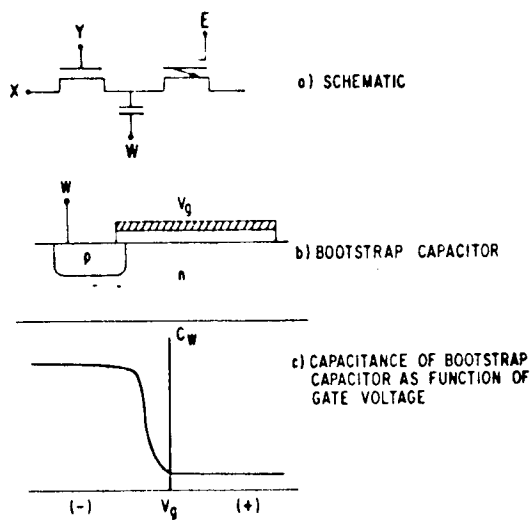 Y
E
X
W
a) SCHEMATIC
W
Vg
p
n
b) BOOTSTRAP CAPACITOR
CW
c) CAPACITANCE OF BOOTSTRAP
CAPACITOR AS FUNCTION OF
GATE VOLTAGE
(-)
Vg
(+)